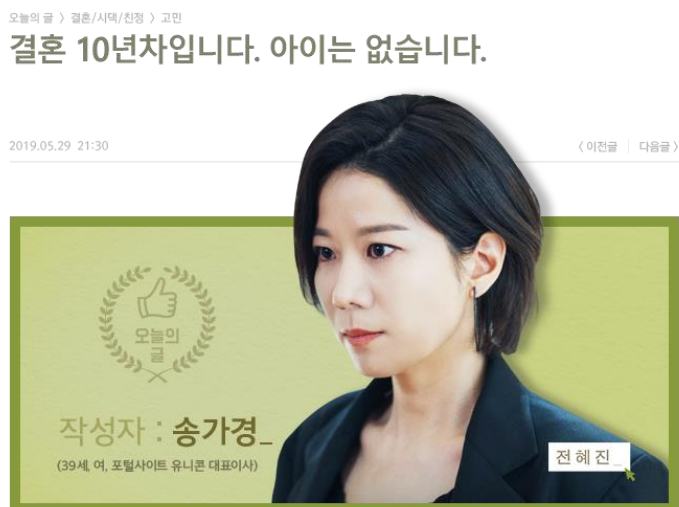 오늘의 글 〉 결혼/시댁/친정 〉 고민
결혼 10년차입니다. 아이는 없습니다.
2019.05.29 21:30
〈 이전글 | 다음글 〉
오늘의
글
작성자 : 송가경_
(39세, 여, 포털사이트 유니콘 대표이사)
전혜진_